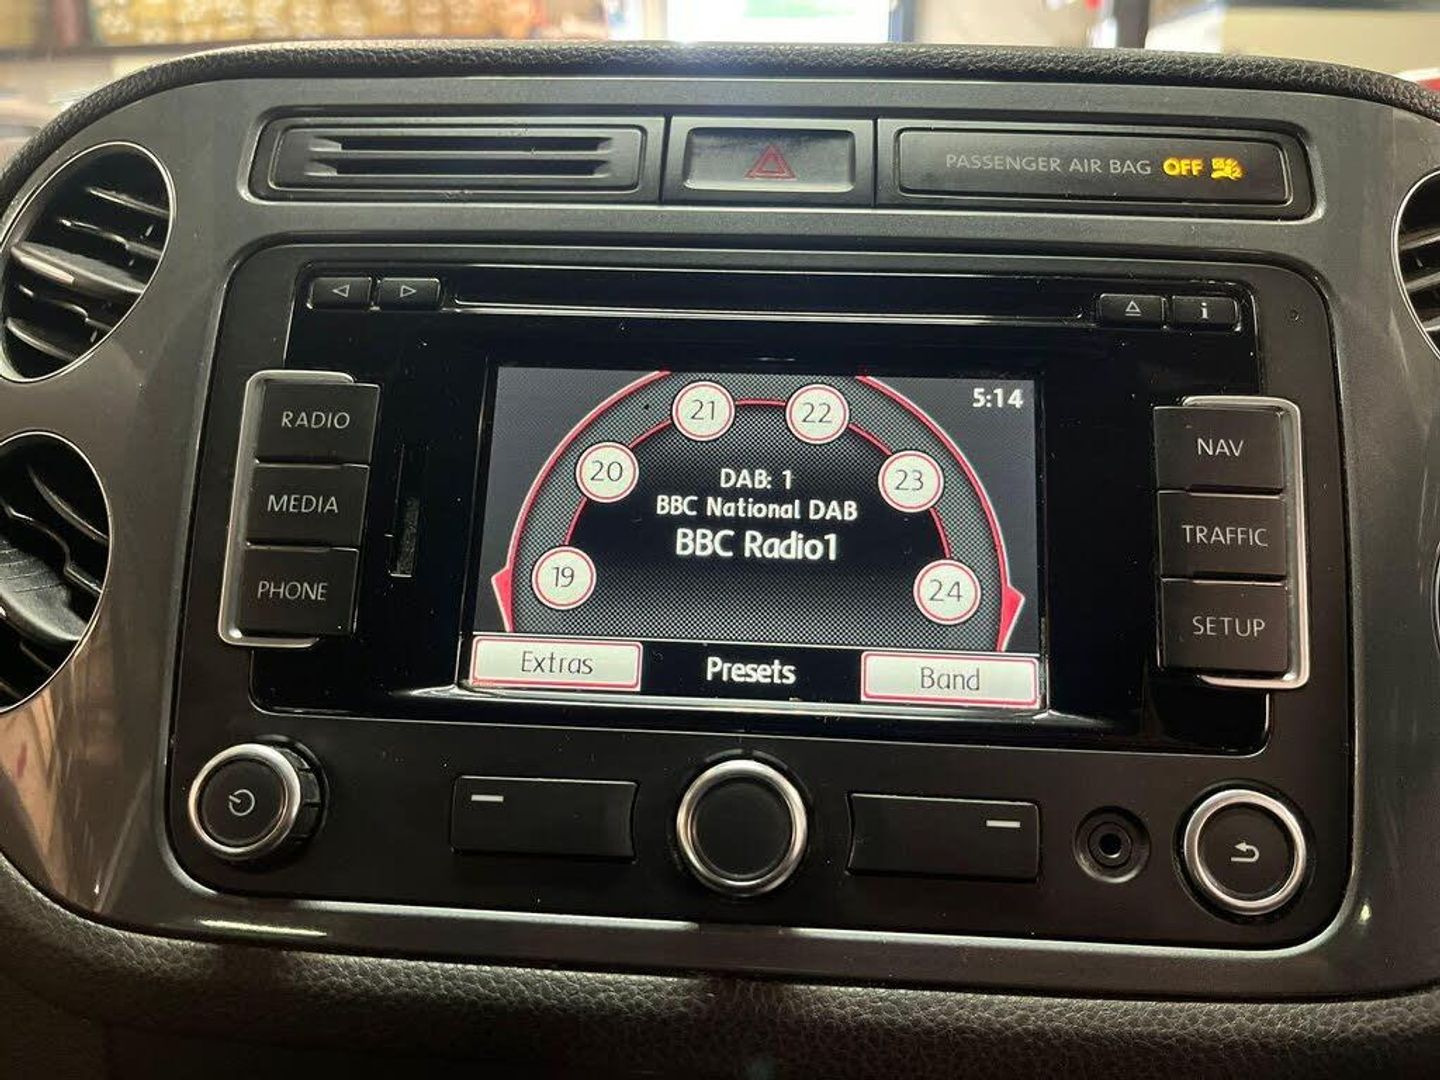 PASSENGER AIR BAG OFF
RADIO
MEDIA
PHONE
5:14
21
22
20
23
19
24
DAB: 1
BBC National DAB
BBC Radio1
Extras
Presets
Band
i
NAV
TRAFFIC
SETUP